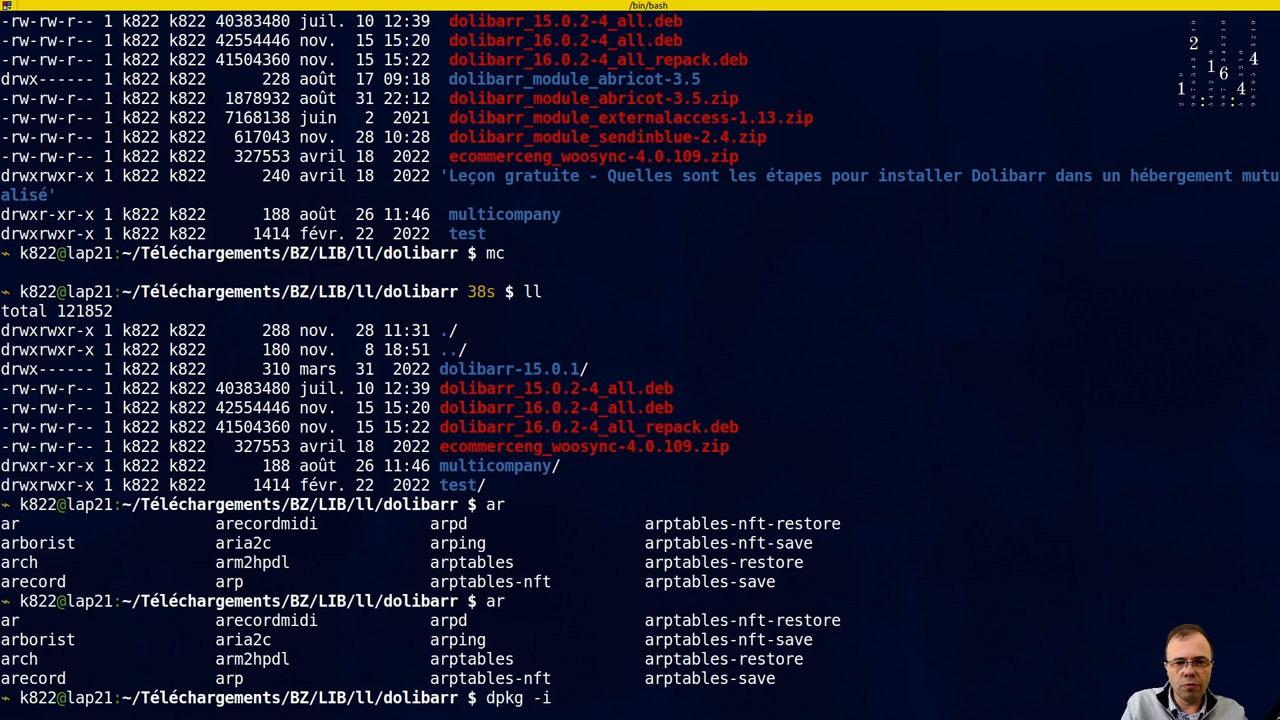 /bin/bash
-rw-rw-r-- 1 k822 k822 40383480 juil. 10 12:39  dolibarr_15.0.2-4_all.deb
-rw-rw-r-- 1 k822 k822 42554446 nov.  15 15:20  dolibarr_16.0.2-4_all.deb
-rw-rw-r-- 1 k822 k822 41504360 nov.  15 15:22  dolibarr_16.0.2-4_all_repack.deb
drwx------ 1 k822 k822      228 août  17 09:18  dolibarr_module_abricot-3.5
-rw-rw-r-- 1 k822 k822  1878932 août  31 22:12  dolibarr_module_abricot-3.5.zip
-rw-rw-r-- 1 k822 k822  7168138 juin   2  2021  dolibarr_module_externalaccess-1.13.zip
-rw-rw-r-- 1 k822 k822   617043 nov.  28 10:28  dolibarr_module_sendinblue-2.4.zip
-rw-rw-r-- 1 k822 k822   327553 avril 18  2022  ecommerceng_woosync-4.0.109.zip
drwxrwxr-x 1 k822 k822      240 avril 18  2022 'Leçon gratuite - Quelles sont les étapes pour installer Dolibarr dans un hébergement mutu
alisé'
drwxr-xr-x 1 k822 k822      188 août  26 11:46  multicompany
drwxrwxr-x 1 k822 k822     1414 févr. 22  2022  test
~ k822@lap21:~/Téléchargements/BZ/LIB/ll/dolibarr $ mc
~ k822@lap21:~/Téléchargements/BZ/LIB/ll/dolibarr 38s $ ll
total 121852
drwxrwxr-x 1 k822 k822      288 nov.  28 11:31 ./
drwxrwxr-x 1 k822 k822      180 nov.   8 18:51 ../
drwx------ 1 k822 k822      310 mars  31  2022 dolibarr-15.0.1/
-rw-rw-r-- 1 k822 k822 40383480 juil. 10 12:39 dolibarr_15.0.2-4_all.deb
-rw-rw-r-- 1 k822 k822 42554446 nov.  15 15:20 dolibarr_16.0.2-4_all.deb
-rw-rw-r-- 1 k822 k822 41504360 nov.  15 15:22 dolibarr_16.0.2-4_all_repack.deb
-rw-rw-r-- 1 k822 k822   327553 avril 18  2022 ecommerceng_woosync-4.0.109.zip
drwxr-xr-x 1 k822 k822      188 août  26 11:46 multicompany/
drwxrwxr-x 1 k822 k822     1414 févr. 22  2022 test/
~ k822@lap21:~/Téléchargements/BZ/LIB/ll/dolibarr $ ar
ar                     arecordmidi            arpd                   arptables-nft-restore
arborist               aria2c                 arping                 arptables-nft-save
arch                   arm2hpdl               arptables              arptables-restore
arecord                arp                    arptables-nft          arptables-save
~ k822@lap21:~/Téléchargements/BZ/LIB/ll/dolibarr $ ar
ar                     arecordmidi            arpd                   arptables-nft-restore
arborist               aria2c                 arping                 arptables-nft-save
arch                   arm2hpdl               arptables              arptables-restore
arecord                arp                    arptables-nft          arptables-save
~ k822@lap21:~/Téléchargements/BZ/LIB/ll/dolibarr $ dpkg -i